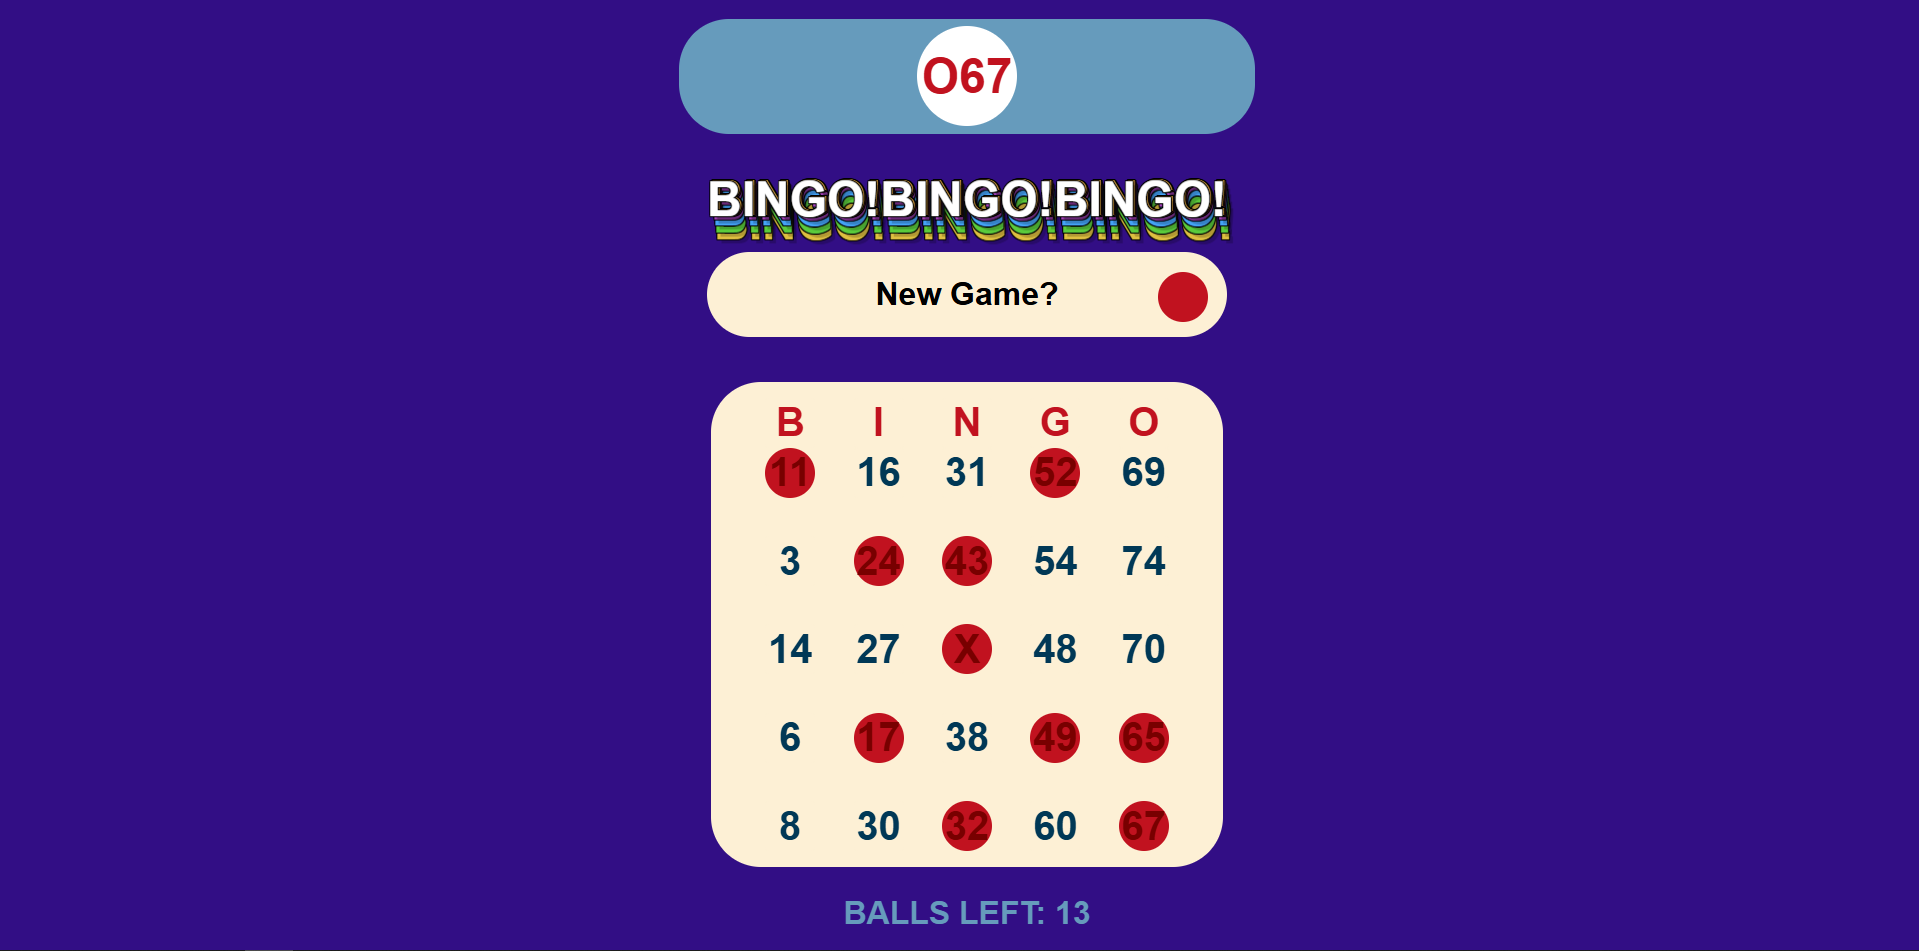 O67
BINGO!BINGO!BINGO!
New Game?
B I N G O
11 16 31 52 69
3 24 43 54 74
14 27 X 48 70
6 17 38 49 65
8 30 32 60 67
BALLS LEFT: 13